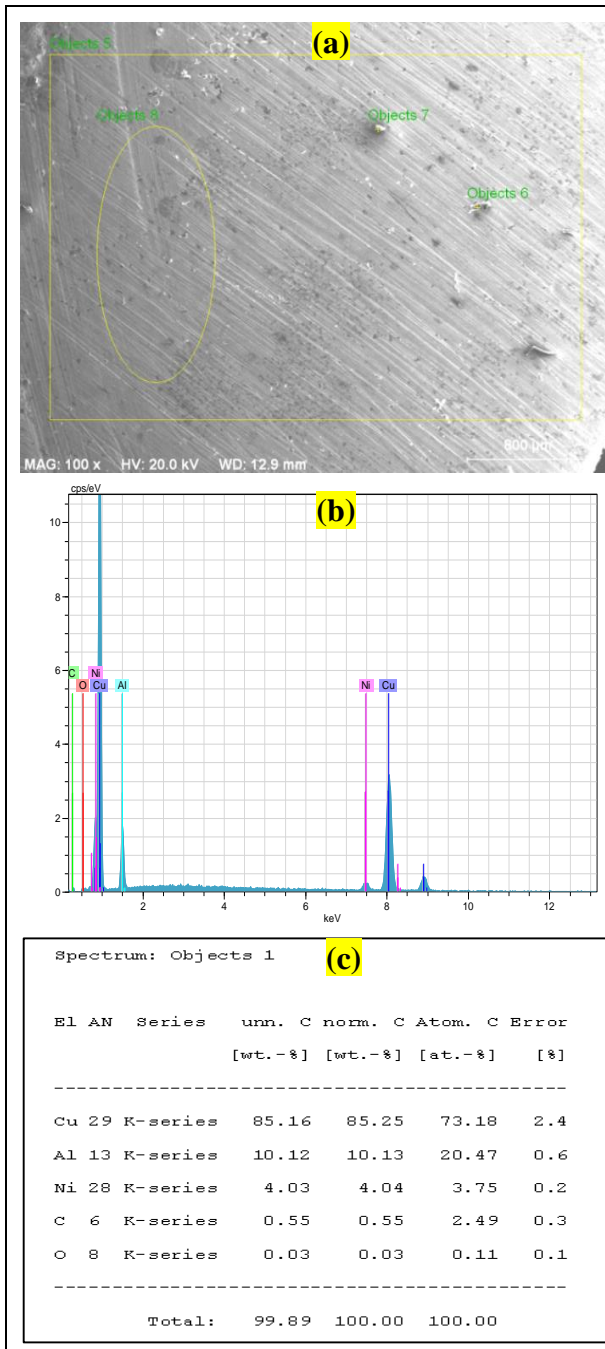 (a)
Objects 5
Objects 8
Objects 7
Objects 6
800 µm
MAG: 100 x HV: 20.0 kV WD: 12.9 mm
cps/eV
(b)
10
8
6
4
2
0
C
O
Ni
Cu
Al
Ni
Cu
2 4 6 8 10 12
keV
(c)
Spectrum: Objects 1
El AN Series unn. C norm. C Atom. C Error
[wt.-%] [wt.-%] [at.-%] [%]
-----------------------------------------------
Cu 29 K-series 85.16 85.25 73.18 2.4
Al 13 K-series 10.12 10.13 20.47 0.6
Ni 28 K-series 4.03 4.04 3.75 0.2
C 6 K-series 0.55 0.55 2.49 0.3
O 8 K-series 0.03 0.03 0.11 0.1
-----------------------------------------------
Total: 99.89 100.00 100.00